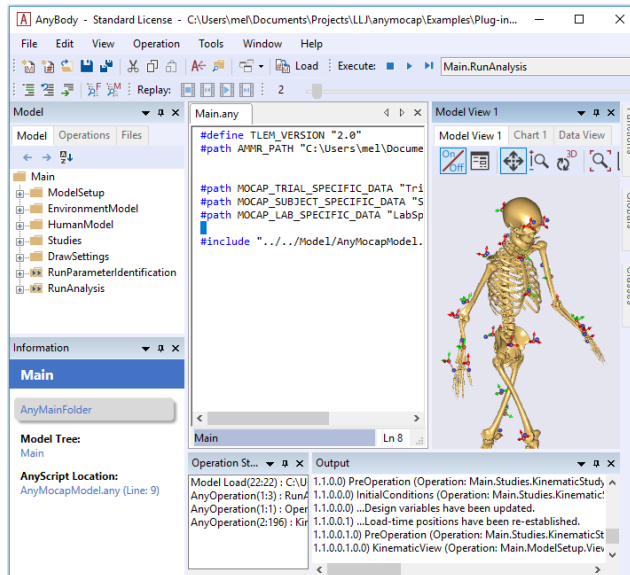 AnyBody - Standard License - C:\Users\mel\Documents\Projects\LLJ\anymocap\Examples\Plug-in...
File Edit View Operation Tools Window Help
Load Execute: Main.RunAnalysis
Replay: 2
Model
Model Operations Files
Main
ModelSetup
EnvironmentModel
HumanModel
Studies
DrawSettings
RunParameterIdentification
RunAnalysis
Information
Main
AnyMainFolder
Model Tree:
Main
AnyScript Location:
AnyMocapModel.any (Line: 9)
Main.any
#define TLEM_VERSION "2.0"
#path AMMR_PATH "C:\Users\mel\Docume
#path MOCAP_TRIAL_SPECIFIC_DATA "Tri
#path MOCAP_SUBJECT_SPECIFIC_DATA "S
#path MOCAP_LAB_SPECIFIC_DATA "LabSp
#include "../../Model/AnyMocapModel.
Main Ln 8
Model View 1
Model View 1 Chart 1 Data View
On/Off 3D
Functions
Globals
Classes
Operation St...
Model Load(22:22) : C:\U
AnyOperation(1:3) : RunA
AnyOperation(1:1) : Oper
AnyOperation(2:196) : Kin
Output
1.1.0.0) PreOperation (Operation: Main.Studies.KinematicStudy
1.1.0.0.0) InitialConditions (Operation: Main.Studies.Kinematic
1.1.0.0.0) ...Design variables have been updated.
1.1.0.0.1) ...Load-time positions have been re-established.
1.1.0.0.1.0) PreOperation (Operation: Main.Studies.KinematicSt
1.1.0.0.1.0.0) KinematicView (Operation: Main.ModelSetup.View